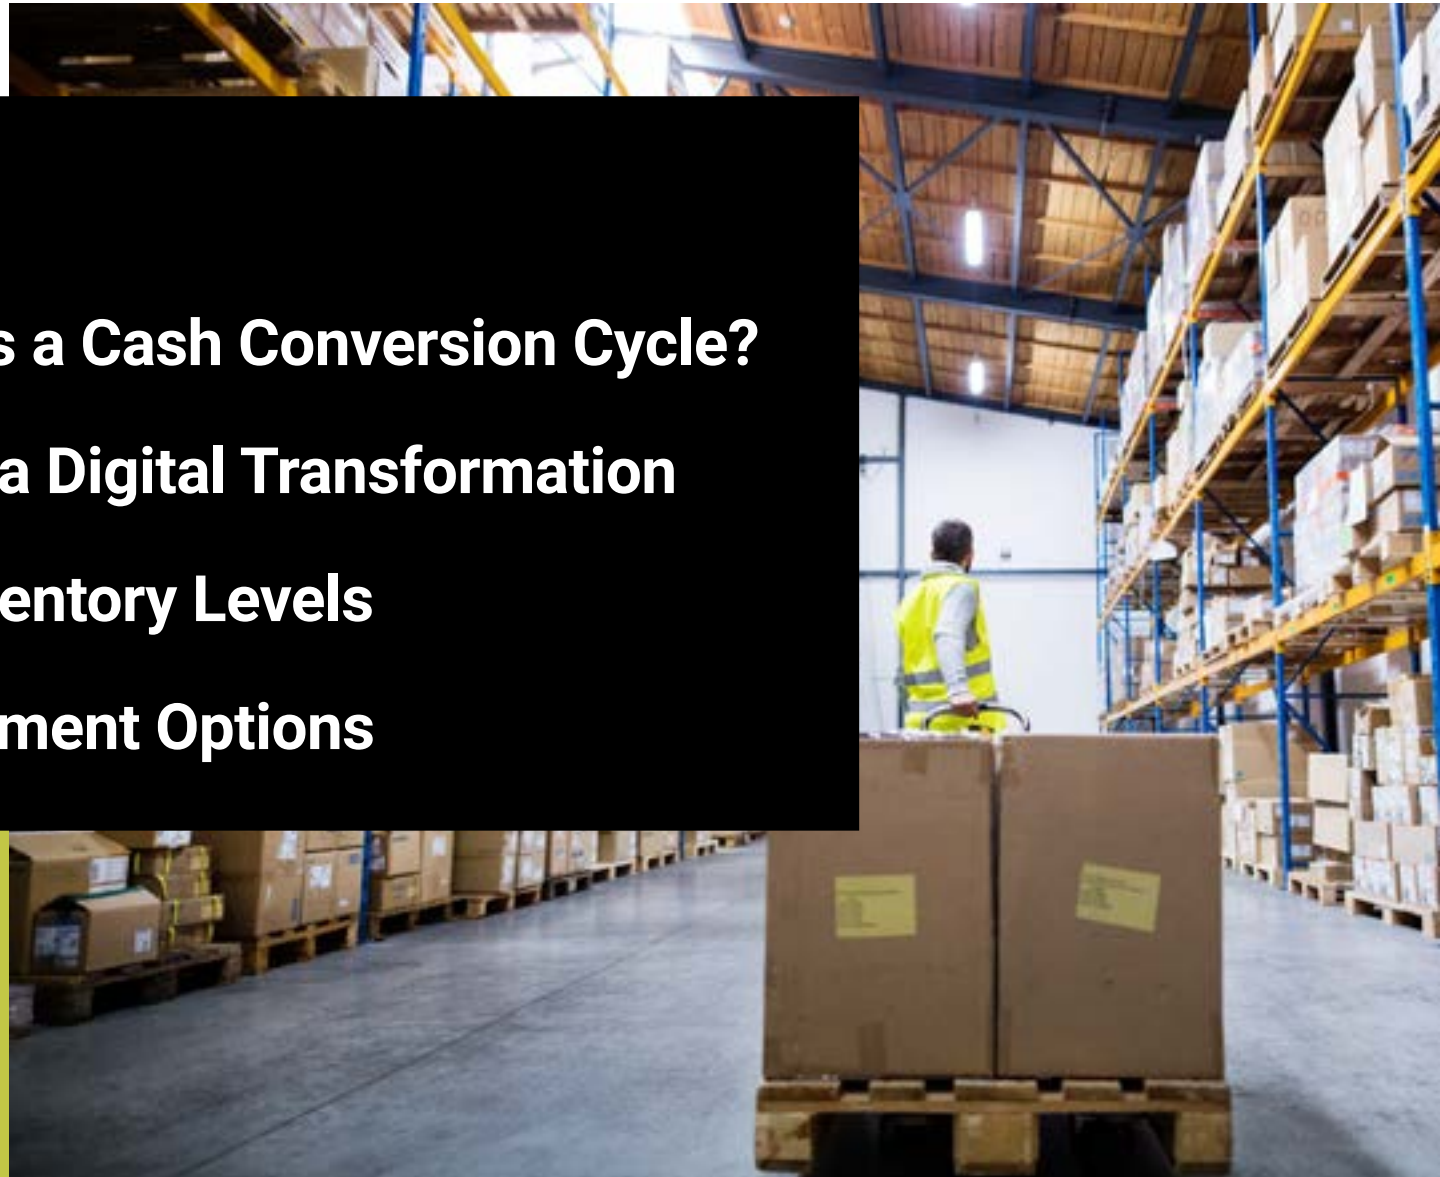 s a Cash Conversion Cycle?
a Digital Transformation
entory Levels
ment Options